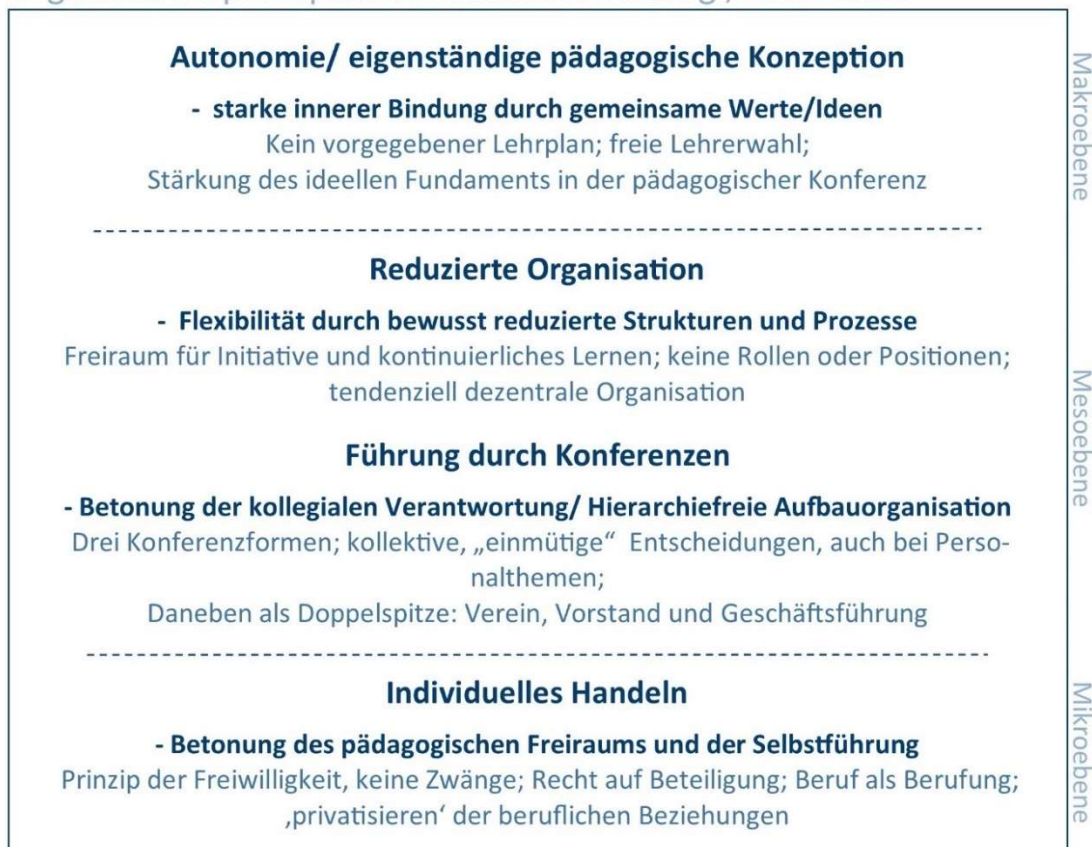 Autonomie/ eigenständige pädagogische Konzeption
- starke innerer Bindung durch gemeinsame Werte/Ideen
Kein vorgegebener Lehrplan; freie Lehrerwahl;
Stärkung des ideellen Fundaments in der pädagogischer Konferenz
Makroebene
Reduzierte Organisation
- Flexibilität durch bewusst reduzierte Strukturen und Prozesse
Freiraum für Initiative und kontinuierliches Lernen; keine Rollen oder Positionen;
tendenziell dezentrale Organisation
Führung durch Konferenzen
- Betonung der kollegialen Verantwortung/ Hierarchiefreie Aufbauorganisation
Drei Konferenzformen; kollektive, „einmütige“ Entscheidungen, auch bei Perso-
nalthemen;
Daneben als Doppelspitze: Verein, Vorstand und Geschäftsführung
Mesoebene
Individuelles Handeln
- Betonung des pädagogischen Freiraums und der Selbstführung
Prinzip der Freiwilligkeit, keine Zwänge; Recht auf Beteiligung; Beruf als Berufung;
‚privatisieren‘ der beruflichen Beziehungen
Mikroebene